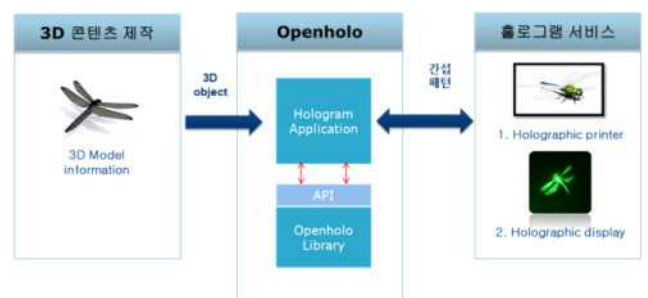 3D 콘텐츠 제작
3D Model
information
3D
object
Openholo
Hologram
Application
API
Openholo
Library
간섭
패턴
홀로그램 서비스
1. Holographic printer
2. Holographic display